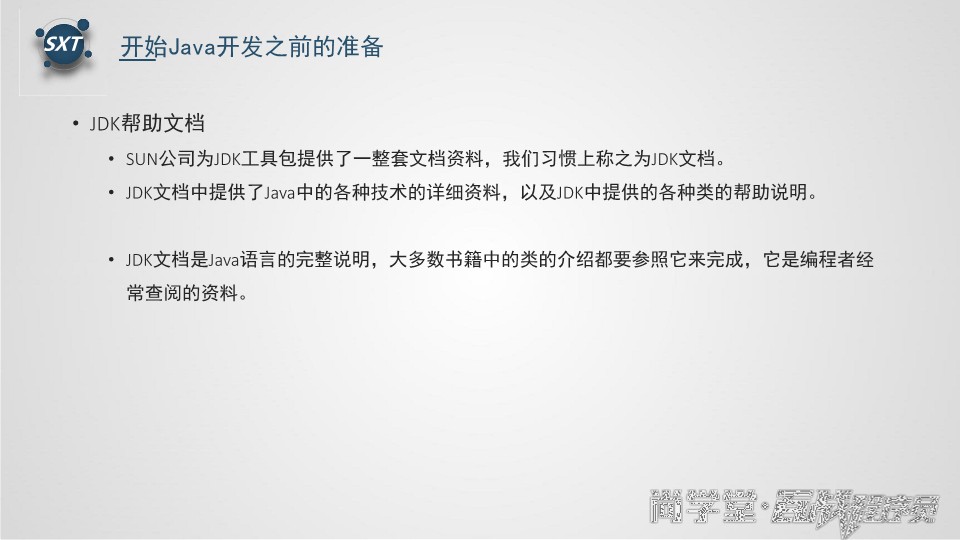 SXT
开始Java开发之前的准备
• JDK帮助文档
• SUN公司为JDK工具包提供了一整套文档资料，我们习惯上称之为JDK文档。
• JDK文档中提供了Java中的各种技术的详细资料，以及JDK中提供的各种类的帮助说明。
• JDK文档是Java语言的完整说明，大多数书籍中的类的介绍都要参照它来完成，它是编程者经
常查阅的资料。
尚学堂·